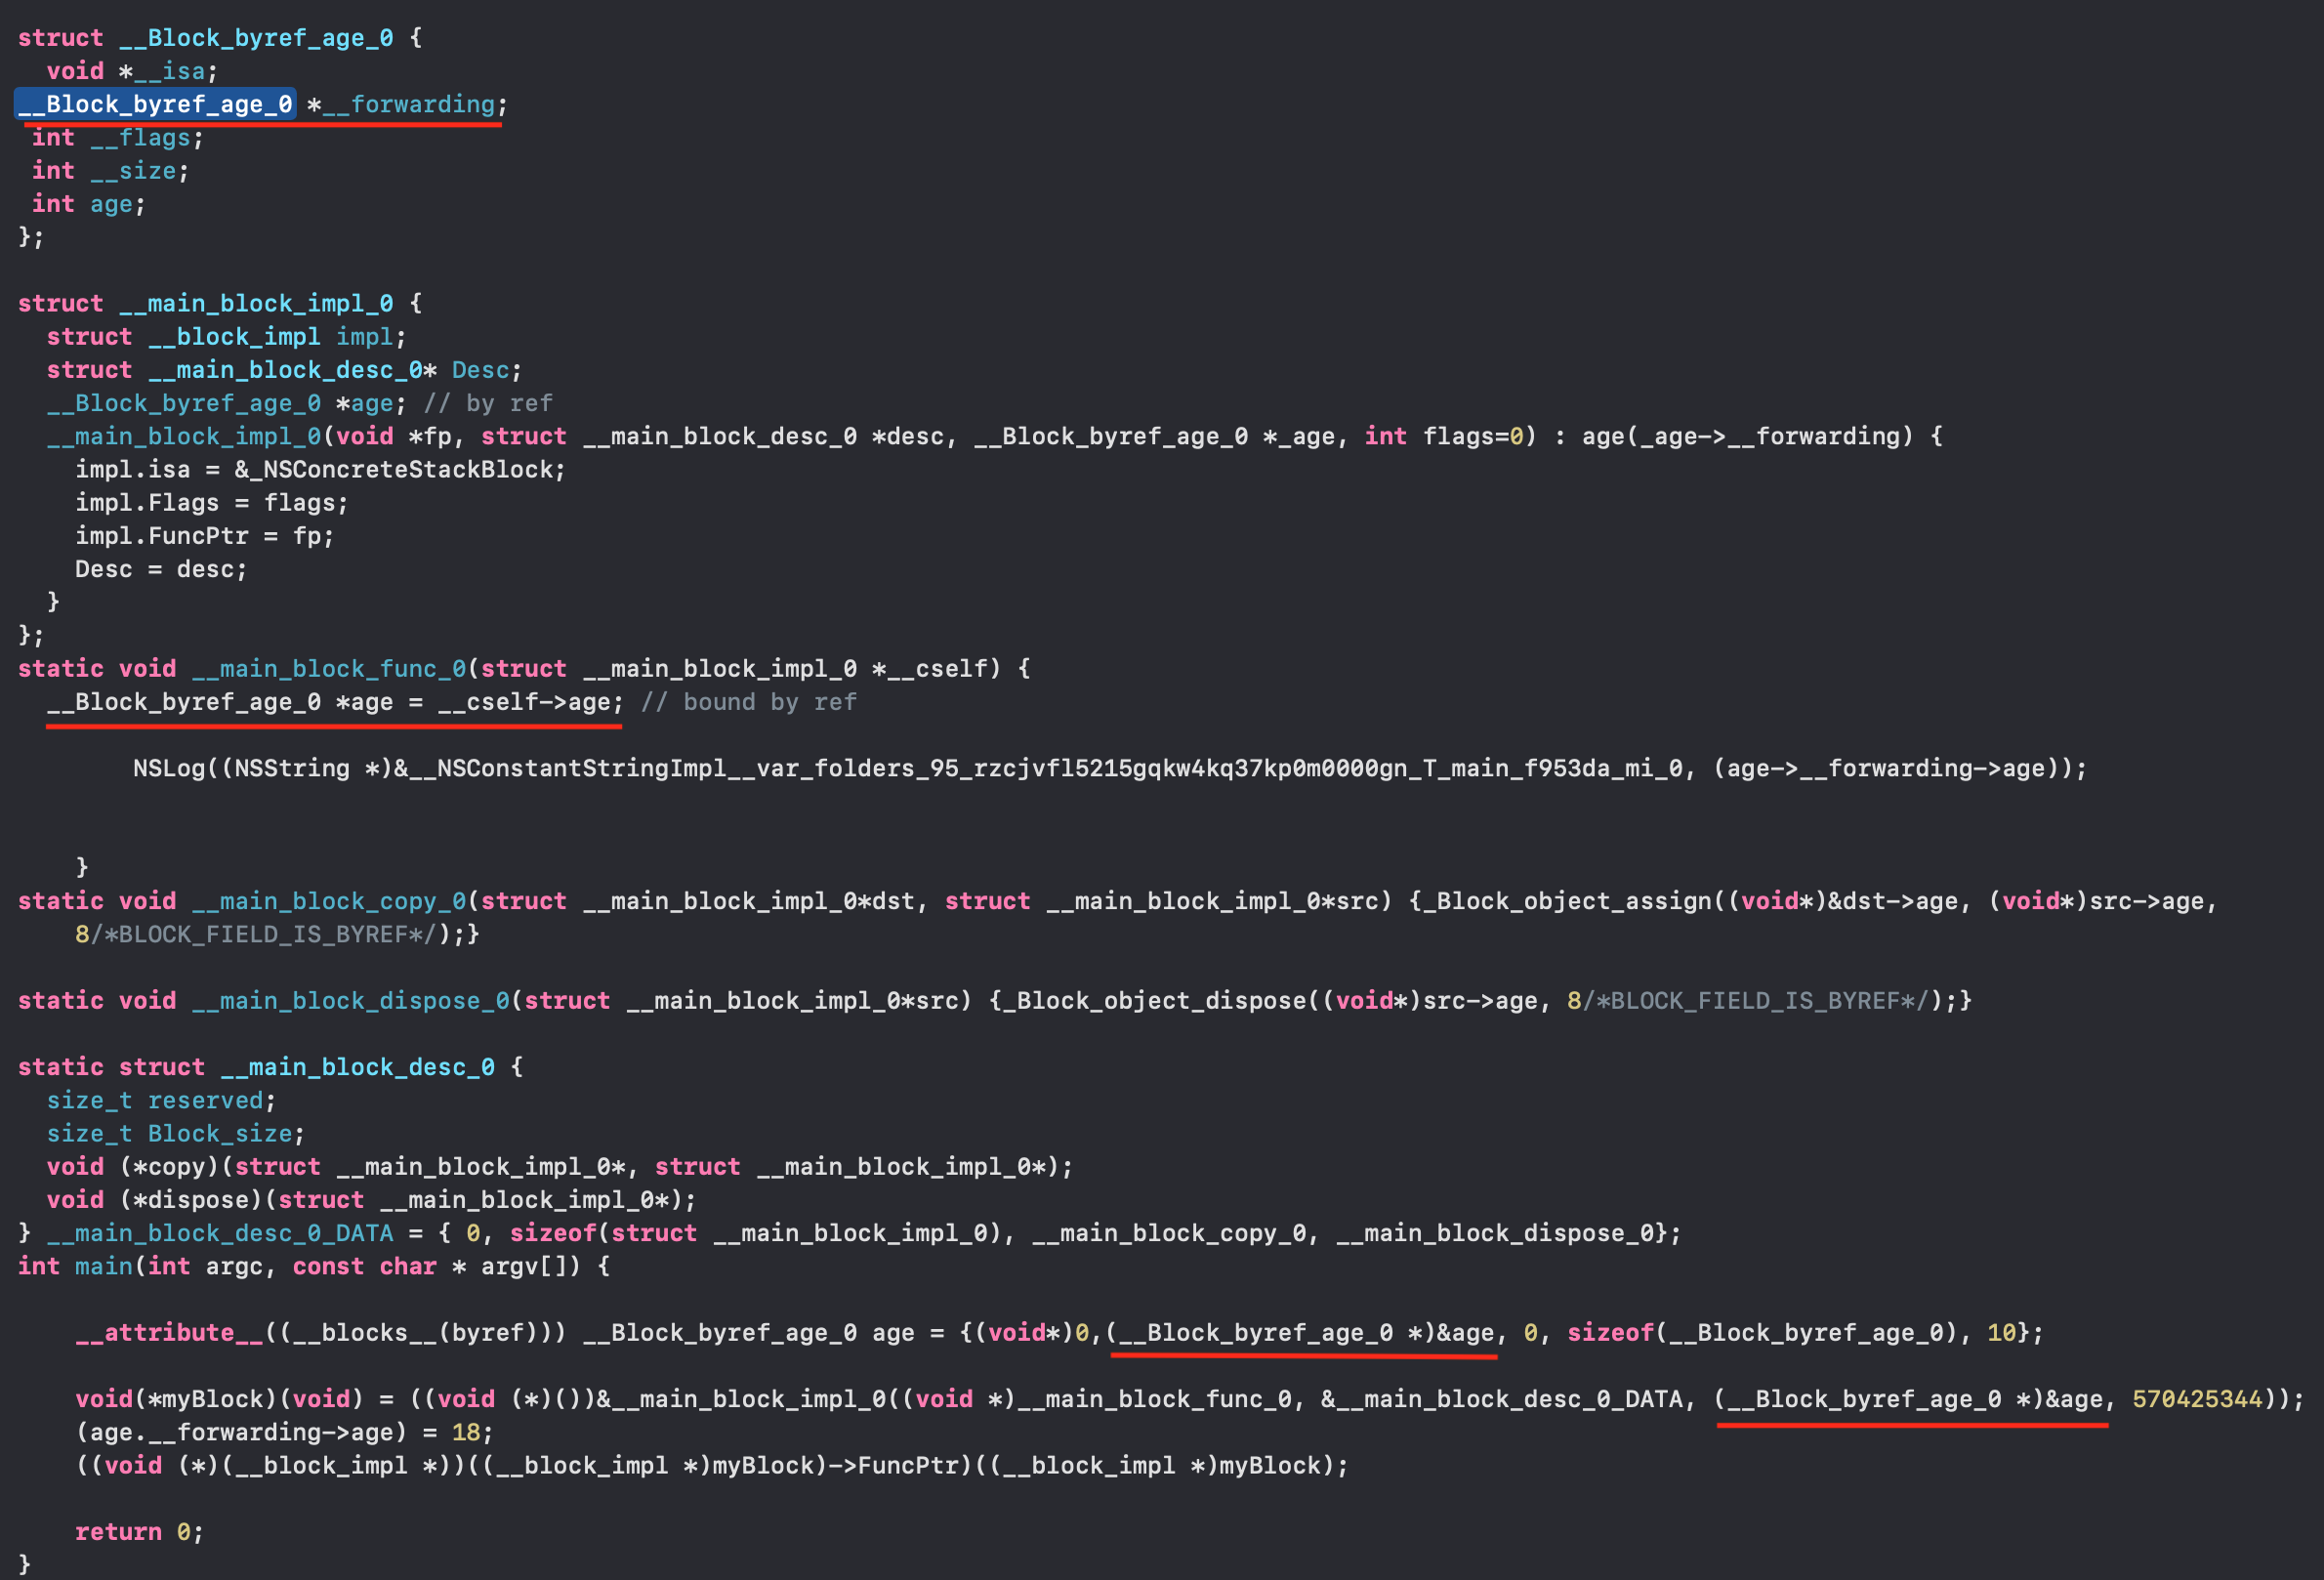 struct __Block_byref_age_0 {
  void *__isa;
__Block_byref_age_0 *__forwarding;
 int __flags;
 int __size;
 int age;
};

struct __main_block_impl_0 {
  struct __block_impl impl;
  struct __main_block_desc_0* Desc;
  __Block_byref_age_0 *age; // by ref
  __main_block_impl_0(void *fp, struct __main_block_desc_0 *desc, __Block_byref_age_0 *_age, int flags=0) : age(_age->__forwarding) {
    impl.isa = &_NSConcreteStackBlock;
    impl.Flags = flags;
    impl.FuncPtr = fp;
    Desc = desc;
  }
};
static void __main_block_func_0(struct __main_block_impl_0 *__cself) {
  __Block_byref_age_0 *age = __cself->age; // bound by ref

        NSLog((NSString *)&__NSConstantStringImpl__var_folders_95_rzcjvfl5215gqkw4kq37kp0m0000gn_T_main_f953da_mi_0, (age->__forwarding->age));

    }
static void __main_block_copy_0(struct __main_block_impl_0*dst, struct __main_block_impl_0*src) {_Block_object_assign((void*)&dst->age, (void*)src->age,
    8/*BLOCK_FIELD_IS_BYREF*/);}

static void __main_block_dispose_0(struct __main_block_impl_0*src) {_Block_object_dispose((void*)src->age, 8/*BLOCK_FIELD_IS_BYREF*/);}

static struct __main_block_desc_0 {
  size_t reserved;
  size_t Block_size;
  void (*copy)(struct __main_block_impl_0*, struct __main_block_impl_0*);
  void (*dispose)(struct __main_block_impl_0*);
} __main_block_desc_0_DATA = { 0, sizeof(struct __main_block_impl_0), __main_block_copy_0, __main_block_dispose_0};
int main(int argc, const char * argv[]) {

    __attribute__((__blocks__(byref))) __Block_byref_age_0 age = {(void*)0,(__Block_byref_age_0 *)&age, 0, sizeof(__Block_byref_age_0), 10};

    void(*myBlock)(void) = ((void (*)())&__main_block_impl_0((void *)__main_block_func_0, &__main_block_desc_0_DATA, (__Block_byref_age_0 *)&age, 570425344));
    (age.__forwarding->age) = 18;
    ((void (*)(__block_impl *))((__block_impl *)myBlock)->FuncPtr)((__block_impl *)myBlock);

    return 0;
}